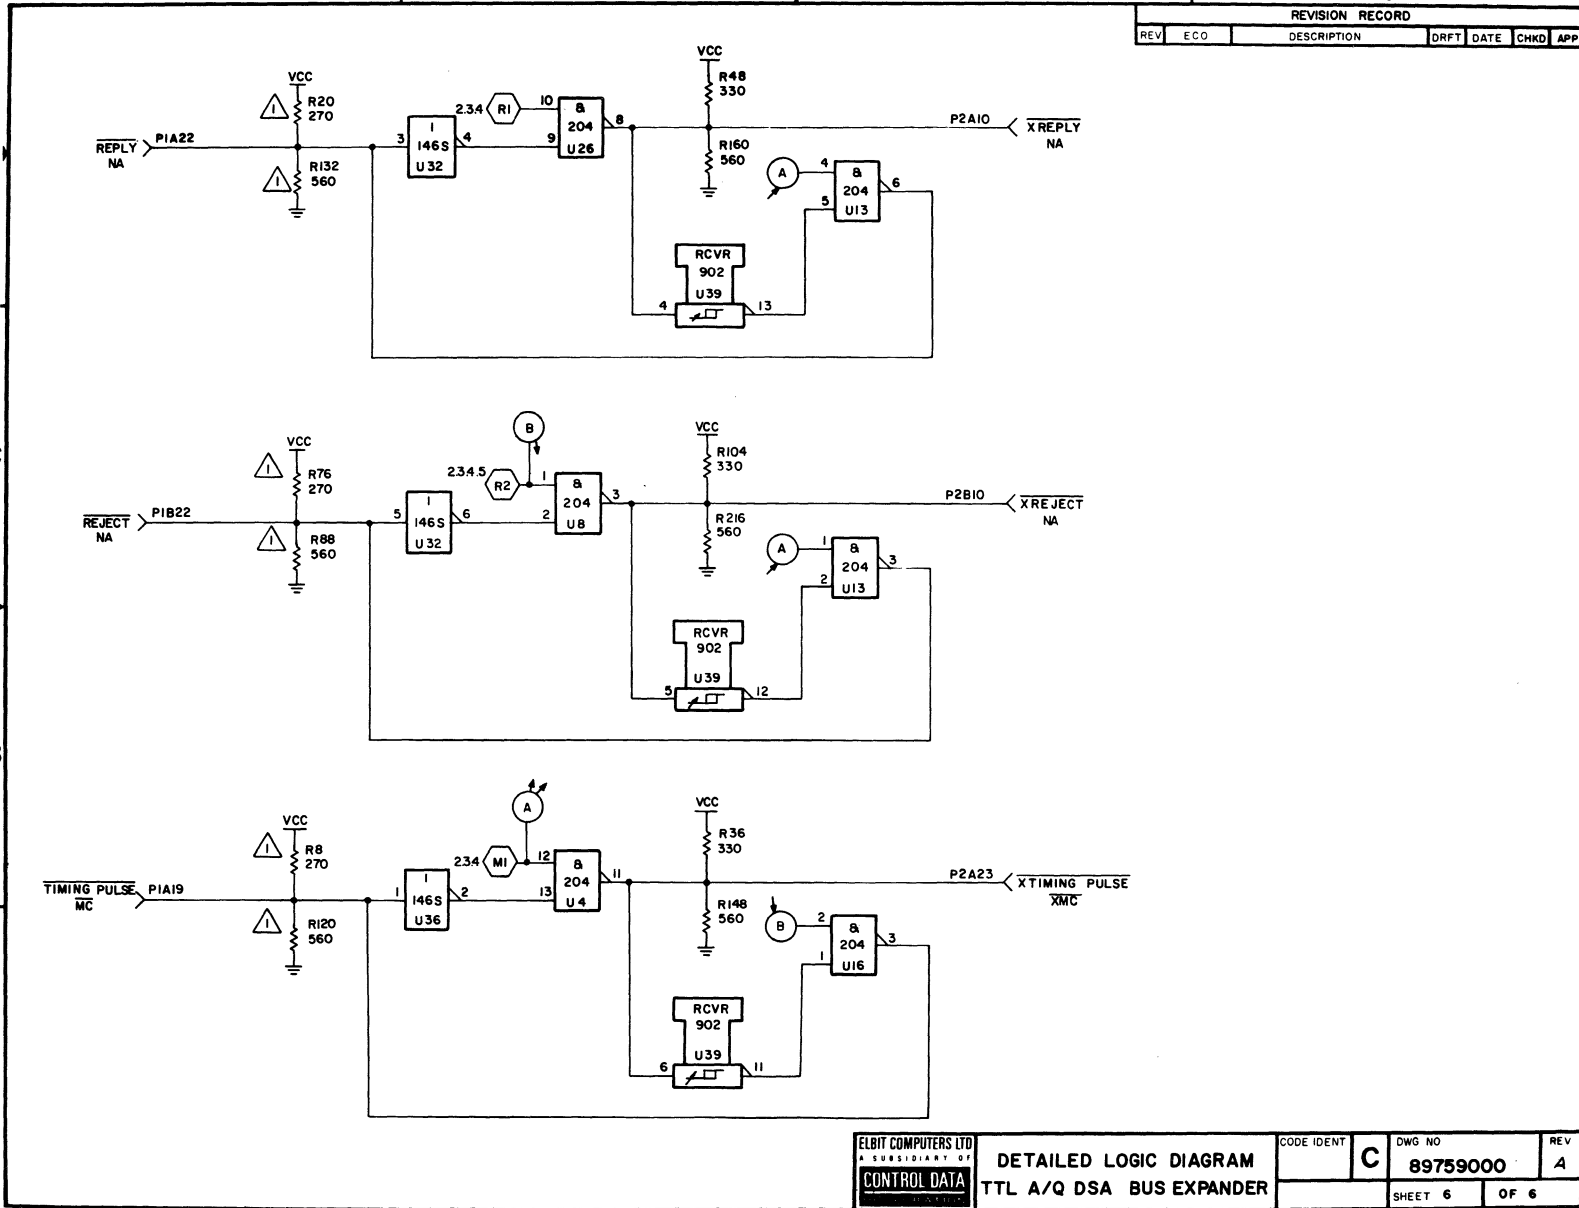 REVISION RECORD
REV ECO DESCRIPTION DRFT DATE CHKD APP
VCC
R20
270
1
REPLY
NA
P1A22
1
R132
560
3
1
146S
U32
4
2.3.4
R1
10
9
&
204
U26
8
VCC
R48
330
R160
560
P2A10
XREPLY
NA
A
4
5
&
204
U13
6
RCVR
902
U39
4
13
VCC
R76
270
1
REJECT
NA
P1B22
1
R88
560
5
1
146S
U32
6
B
2.3.4.5
R2
1
2
&
204
U8
3
VCC
R104
330
R216
560
P2B10
XREJECT
NA
A
1
2
&
204
U13
3
RCVR
902
U39
5
12
VCC
R8
270
1
TIMING PULSE
MC
P1A19
1
R120
560
1
1
146S
U36
2
A
2.3.4
M1
12
13
&
204
U4
11
VCC
R36
330
R148
560
P2A23
XTIMING PULSE
XMC
B
2
1
&
204
U16
3
RCVR
902
U39
6
11
ELBIT COMPUTERS LTD
A SUBSIDIARY OF
CONTROL DATA
DETAILED LOGIC DIAGRAM
TTL A/Q DSA BUS EXPANDER
CODE IDENT
C
DWG NO
89759000
REV
A
SHEET 6 OF 6